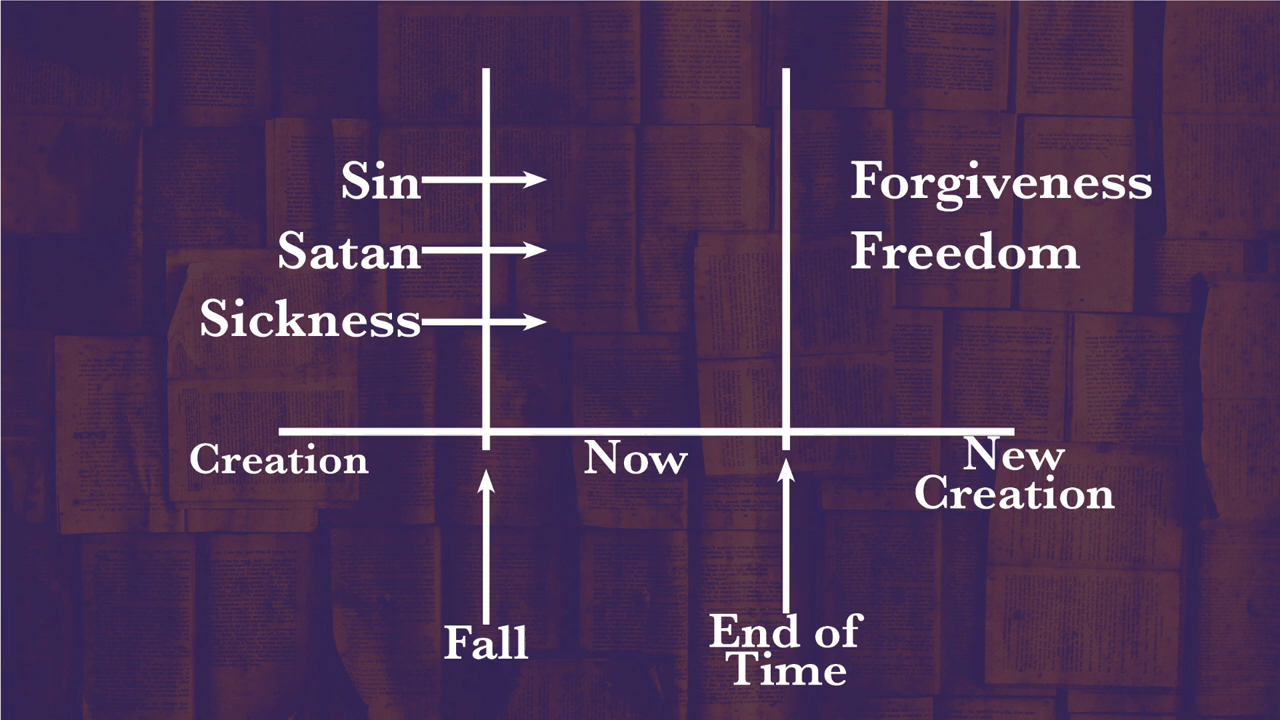 Sin
Forgiveness
Satan
Freedom
Sickness
Creation
Now
New
Creation
Fall
End of
Time